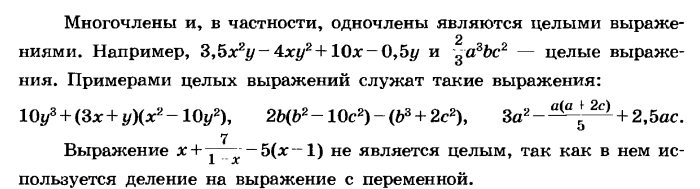 Многочлены и, в частности, одночлены являются целыми выраже-
ниями. Например, 3,5x²y − 4xy² + 10x − 0,5y и 2/3 a³bc² — целые выраже-
ния. Примерами целых выражений служат такие выражения:
10y³ + (3x + y)(x² − 10y²), 2b(b² − 10c²) − (b³ + 2c²), 3a² − a(a + 2c)/5 + 2,5ac.
Выражение x + 7/(1 − x) − 5(x − 1) не является целым, так как в нем ис-
пользуется деление на выражение с переменной.